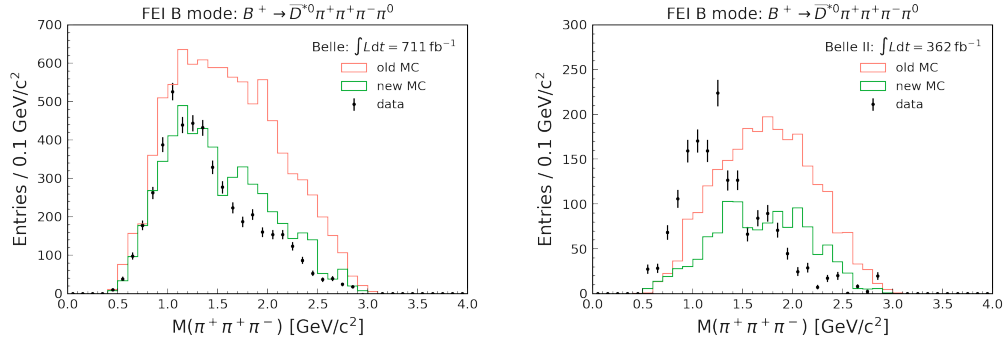 FEI B mode: B⁺ → D̅*⁰π⁺π⁺π⁻π⁰
Entries / 0.1 GeV/c²
700
600
500
400
300
200
100
0
Belle: ∫Ldt = 711 fb⁻¹
old MC
new MC
data
0.0 0.5 1.0 1.5 2.0 2.5 3.0 3.5 4.0
M(π⁺π⁺π⁻) [GeV/c²]
FEI B mode: B⁺ → D̅*⁰π⁺π⁺π⁻π⁰
Entries / 0.1 GeV/c²
300
250
200
150
100
50
0
Belle II: ∫Ldt = 362 fb⁻¹
old MC
new MC
data
0.0 0.5 1.0 1.5 2.0 2.5 3.0 3.5 4.0
M(π⁺π⁺π⁻) [GeV/c²]